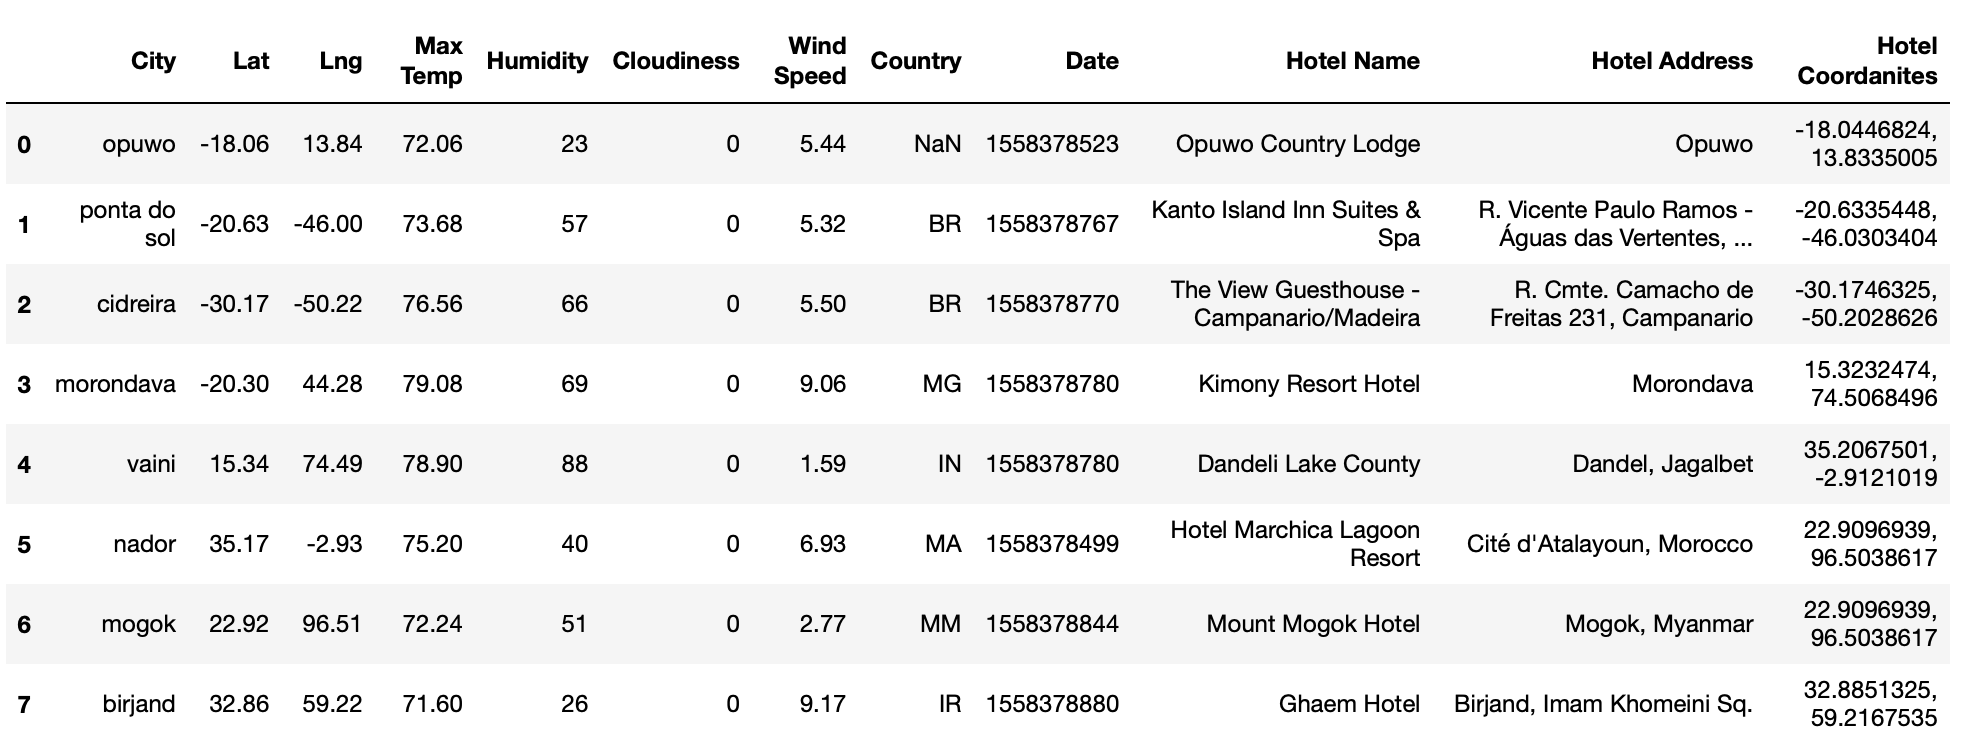 City Lat Lng Max Temp Humidity Cloudiness Wind Speed Country Date Hotel Name Hotel Address Hotel Coordanites
0 opuwo -18.06 13.84 72.06 23 0 5.44 NaN 1558378523 Opuwo Country Lodge Opuwo -18.0446824, 13.8335005
1 ponta do sol -20.63 -46.00 73.68 57 0 5.32 BR 1558378767 Kanto Island Inn Suites & Spa R. Vicente Paulo Ramos - Águas das Vertentes, ... -20.6335448, -46.0303404
2 cidreira -30.17 -50.22 76.56 66 0 5.50 BR 1558378770 The View Guesthouse - Campanario/Madeira R. Cmte. Camacho de Freitas 231, Campanario -30.1746325, -50.2028626
3 morondava -20.30 44.28 79.08 69 0 9.06 MG 1558378780 Kimony Resort Hotel Morondava 15.3232474, 74.5068496
4 vaini 15.34 74.49 78.90 88 0 1.59 IN 1558378780 Dandeli Lake County Dandel, Jagalbet 35.2067501, -2.9121019
5 nador 35.17 -2.93 75.20 40 0 6.93 MA 1558378499 Hotel Marchica Lagoon Resort Cité d'Atalayoun, Morocco 22.9096939, 96.5038617
6 mogok 22.92 96.51 72.24 51 0 2.77 MM 1558378844 Mount Mogok Hotel Mogok, Myanmar 22.9096939, 96.5038617
7 birjand 32.86 59.22 71.60 26 0 9.17 IR 1558378880 Ghaem Hotel Birjand, Imam Khomeini Sq. 32.8851325, 59.2167535